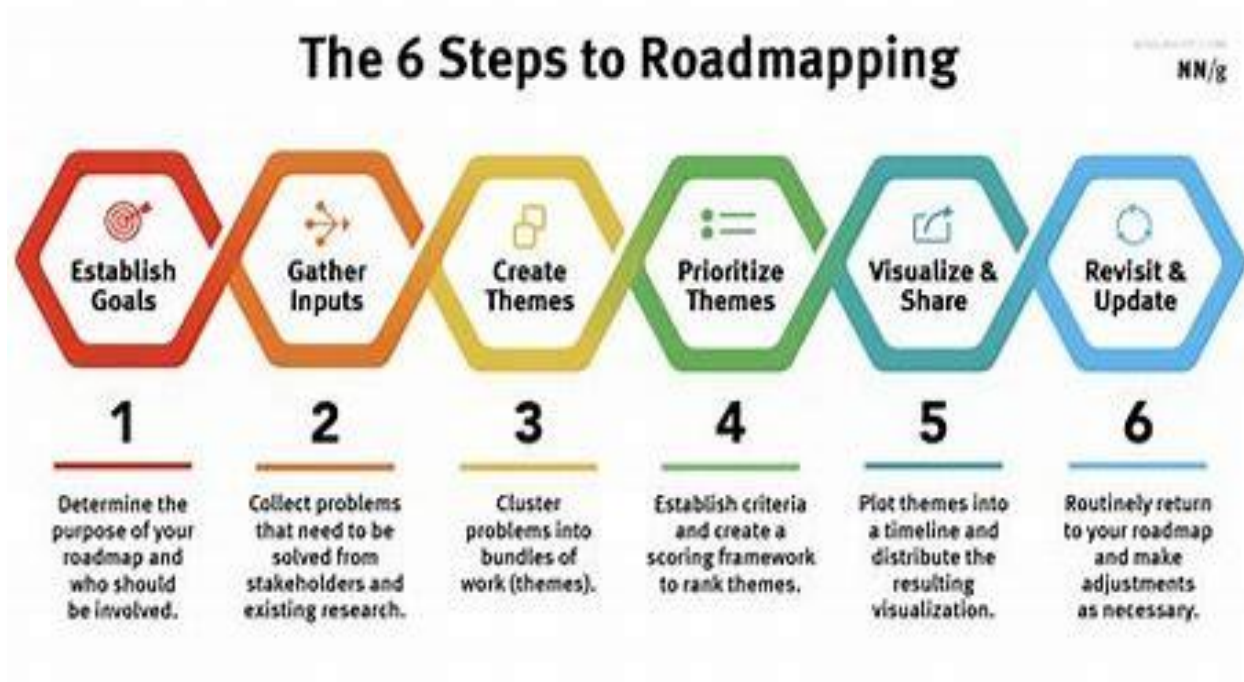 The 6 Steps to Roadmapping
NN/g
Establish
Goals
Gather
Inputs
Create
Themes
Prioritize
Themes
Visualize &
Share
Revisit &
Update
1
2
3
4
5
6
Determine the
purpose of your
roadmap and
who should
be involved.
Collect problems
that need to be
solved from
stakeholders and
existing research.
Cluster
problems into
bundles of
work (themes).
Establish criteria
and create a
scoring framework
to rank themes.
Plot themes into
a timeline and
distribute the
resulting
visualization.
Routinely return
to your roadmap
and make
adjustments
as necessary.